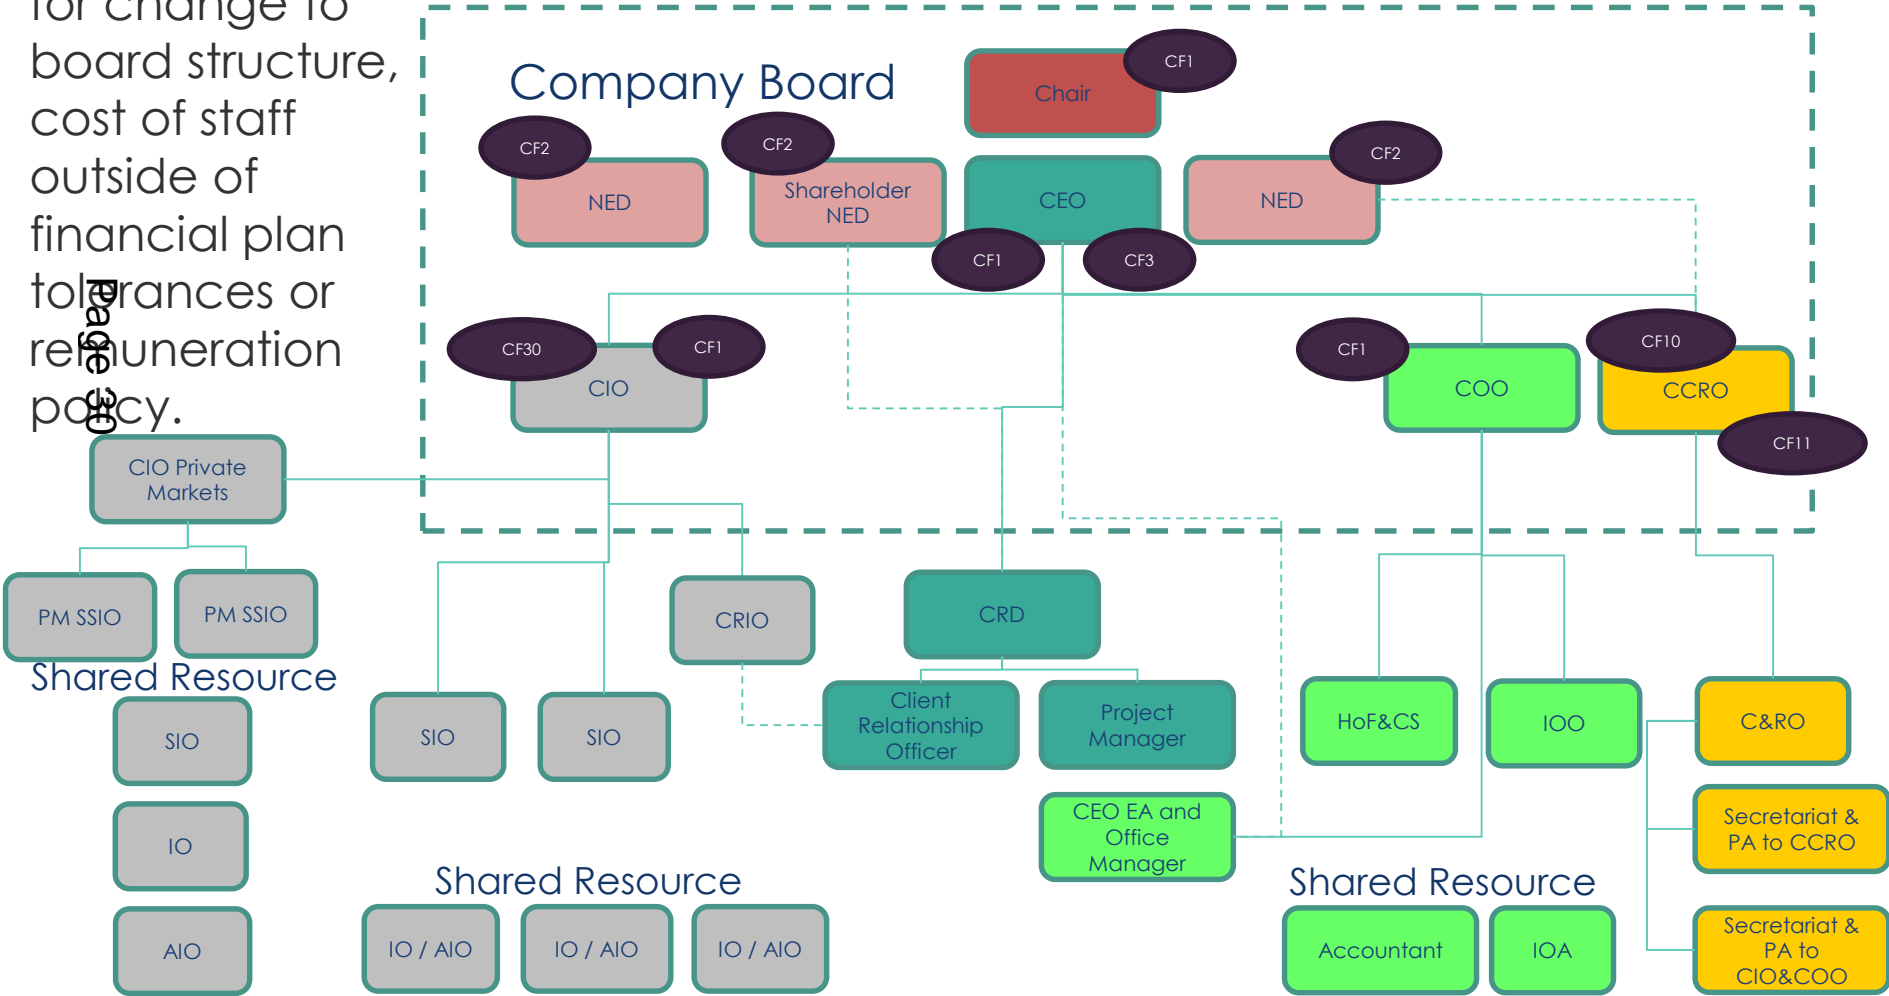 for change to
board structure,
cost of staff
outside of
financial plan
tolerances or
remuneration
policy.
Page 30
Company Board
Chair
CF1
CF2
NED
CF2
Shareholder
NED
CEO
CF1
CF3
NED
CF2
CF30
CF1
CIO
CF1
COO
CF10
CCRO
CF11
CIO Private
Markets
PM SSIO
PM SSIO
CRIO
CRD
Shared Resource
SIO
IO
AIO
SIO
SIO
Client
Relationship
Officer
Project
Manager
CEO EA and
Office
Manager
HoF&CS
IOO
C&RO
Secretariat &
PA to CCRO
Secretariat &
PA to
CIO&COO
Shared Resource
IO / AIO
IO / AIO
IO / AIO
Shared Resource
Accountant
IOA